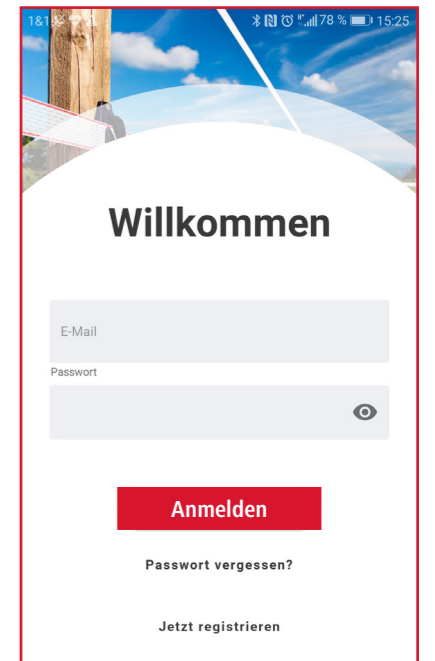 1&1
78 % 15:25
Willkommen
E-Mail
Passwort
Anmelden
Passwort vergessen?
Jetzt registrieren